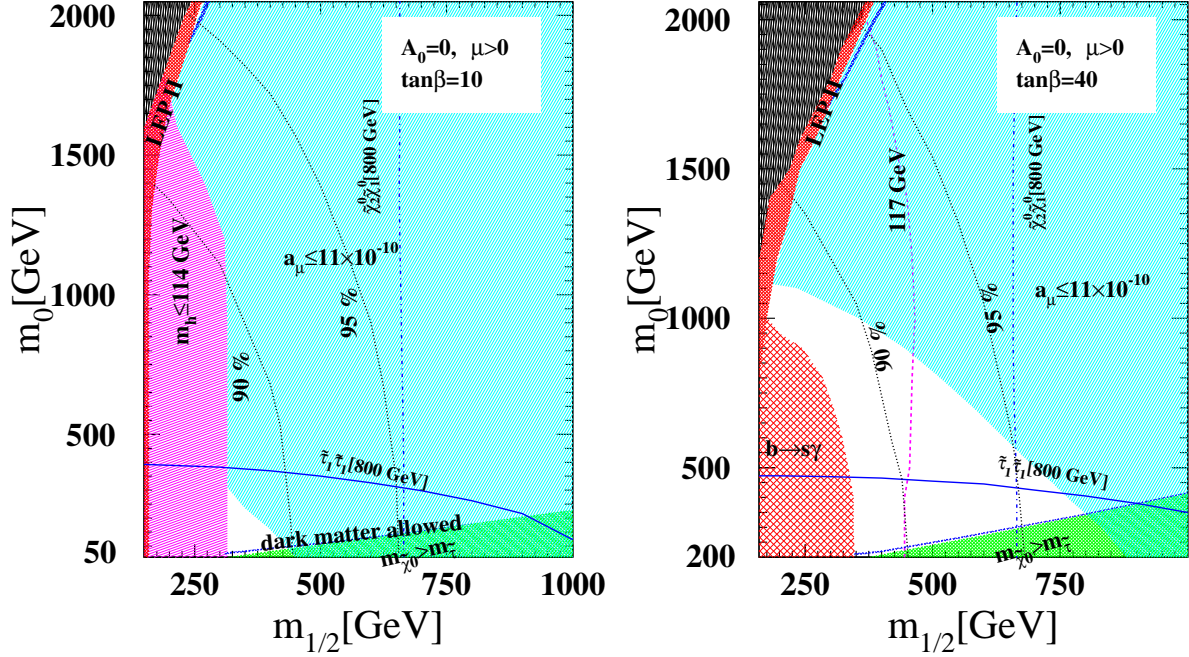 2000
1500
1000
500
50
m0[GeV]
250 500 750 1000
m1/2[GeV]
A0=0, μ>0
tanβ=10
LEP II
mh≤114 GeV
90 %
95 %
χ̃⁰2χ̃⁰1[800 GeV]
aμ≤11×10-10
τ̃1τ̃1[800 GeV]
dark matter allowed
mχ̃0>mτ̃
2000
1500
1000
500
200
m0[GeV]
250 500 750
m1/2[GeV]
A0=0, μ>0
tanβ=40
LEP II
117 GeV
χ̃⁰2χ̃⁰1[800 GeV]
aμ≤11×10-10
90 %
95 %
b→sγ
τ̃1τ̃1[800 GeV]
mχ̃0>mτ̃